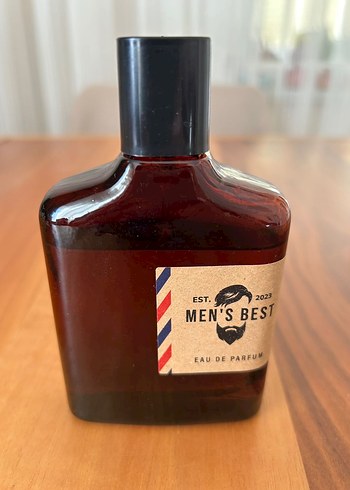 EST. 2023
MEN'S BEST
EAU DE PARFUM